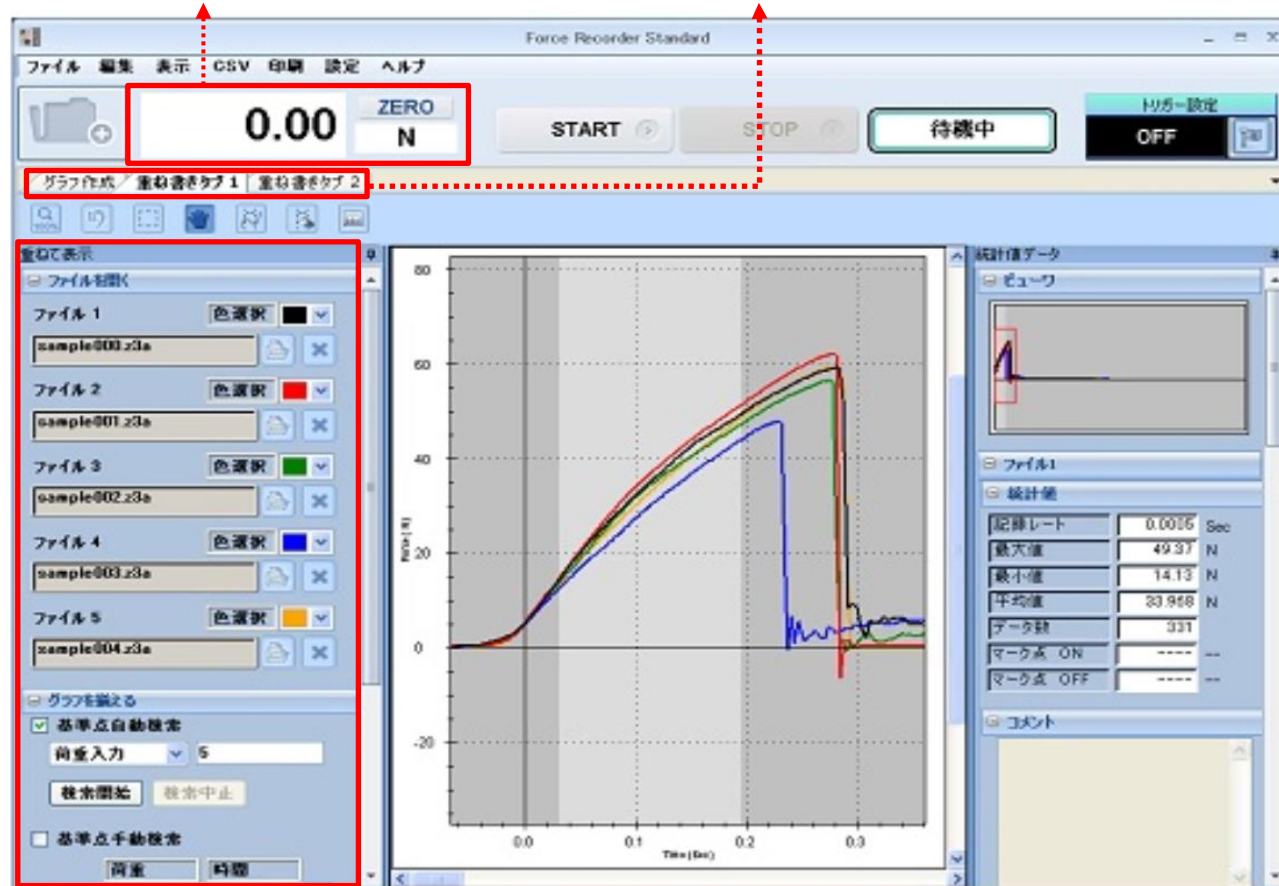 Force Recorder Standard
ファイル 編集 表示 CSV 印刷 設定 ヘルプ
0.00
ZERO
N
START
STOP
待機中
トリガー設定
OFF
グラフ作成 重ね書きタブ 1 重ね書きタブ 2
100%
重ねて表示
ファイルを開く
ファイル 1 色選択
sample000.z3a
ファイル 2 色選択
sample001.z3a
ファイル 3 色選択
sample002.z3a
ファイル 4 色選択
sample003.z3a
ファイル 5 色選択
sample004.z3a
グラフを揃える
基準点自動検索
荷重入力 5
検索開始 検索中止
基準点手動検索
荷重 時間
80
60
40
20
0
-20
Force (N)
0.0 0.1 0.2 0.3
Time (Sec)
統計値データ
ビューワ
ファイル1
統計値
記録レート 0.0005 Sec
最大値 49.37 N
最小値 14.13 N
平均値 33.968 N
データ数 331
マーク点 ON ---- --
マーク点 OFF ---- --
コメント